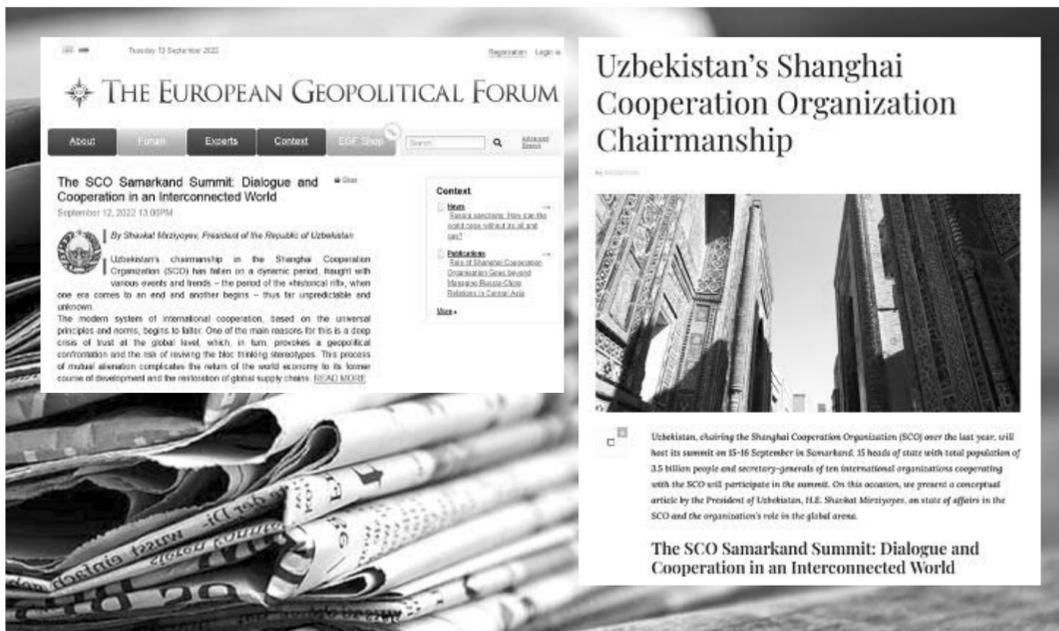 Tuesday 13 September 2022
Registration Login
THE EUROPEAN GEOPOLITICAL FORUM
About Forum Experts Context EGF Shop Search Advanced Search
The SCO Samarkand Summit: Dialogue and
Cooperation in an Interconnected World
September 12, 2022 13.00PM
By Shavkat Mirziyoyev, President of the Republic of Uzbekistan
Uzbekistan's chairmanship in the Shanghai Cooperation
Organization (SCO) has fallen on a dynamic period, fraught with
various events and trends – the period of the «historical rift», when
one era comes to an end and another begins – thus far unpredictable and
unknown.
The modern system of international cooperation, based on the universal
principles and norms, begins to falter. One of the main reasons for this is a deep
crisis of trust at the global level, which, in turn, provokes a geopolitical
confrontation and the risk of reviving the bloc thinking stereotypes. This process
of mutual alienation complicates the return of the world economy to its former
course of development and the restoration of global supply chains. READ MORE
Context
News
Russia sanctions: How can the
world cope without its oil and
gas?
Publications
Role of Shanghai Cooperation
Organisation Goes beyond
Managing Russia-China
Relations in Central Asia
More
Uzbekistan's Shanghai
Cooperation Organization
Chairmanship
by
Uzbekistan, chairing the Shanghai Cooperation Organization (SCO) over the last year, will
host its summit on 15-16 September in Samarkand. 15 heads of state with total population of
3.5 billion people and secretary-generals of ten international organizations cooperating
with the SCO will participate in the summit. On this occasion, we present a conceptual
article by the President of Uzbekistan, H.E. Shavkat Mirziyoyev, on state of affairs in the
SCO and the organization's role in the global arena.
The SCO Samarkand Summit: Dialogue and
Cooperation in an Interconnected World